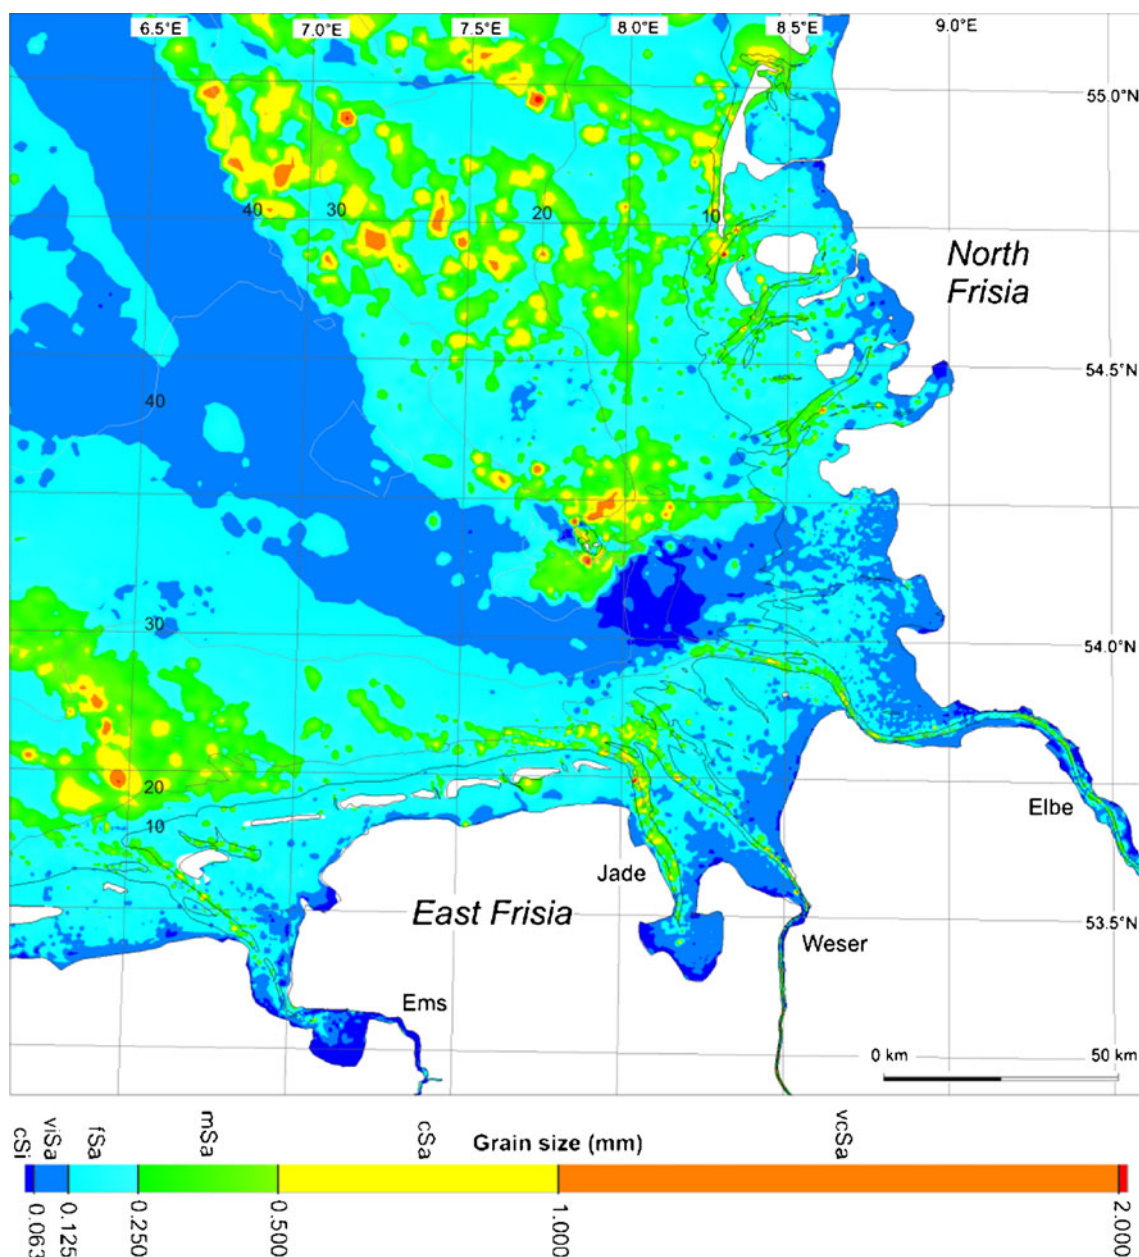 6.5°E 7.0°E 7.5°E 8.0°E 8.5°E 9.0°E
55.0°N
40 30 20 10
North
Frisia
54.5°N
40
30
54.0°N
20
10
Elbe
Jade
East Frisia
53.5°N
Weser
Ems
0 km 50 km
cSi viSa fSa mSa cSa Grain size (mm) vcSa
0.063 0.125 0.250 0.500 1.000 2.000